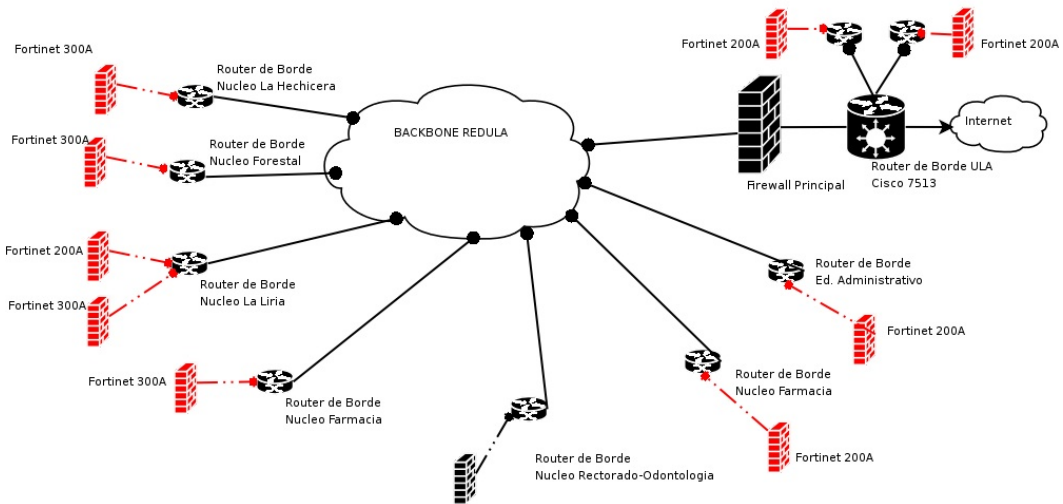 Fortinet 300A
Router de Borde
Nucleo La Hechicera
Fortinet 300A
Router de Borde
Nucleo Forestal
Fortinet 200A
Fortinet 300A
Router de Borde
Nucleo La Liria
Fortinet 300A
Router de Borde
Nucleo Farmacia
BACKBONE REDULA
Router de Borde
Nucleo Rectorado-Odontologia
Router de Borde
Nucleo Farmacia
Fortinet 200A
Router de Borde
Ed. Administrativo
Fortinet 200A
Firewall Principal
Fortinet 200A
Fortinet 200A
Router de Borde ULA
Cisco 7513
Internet